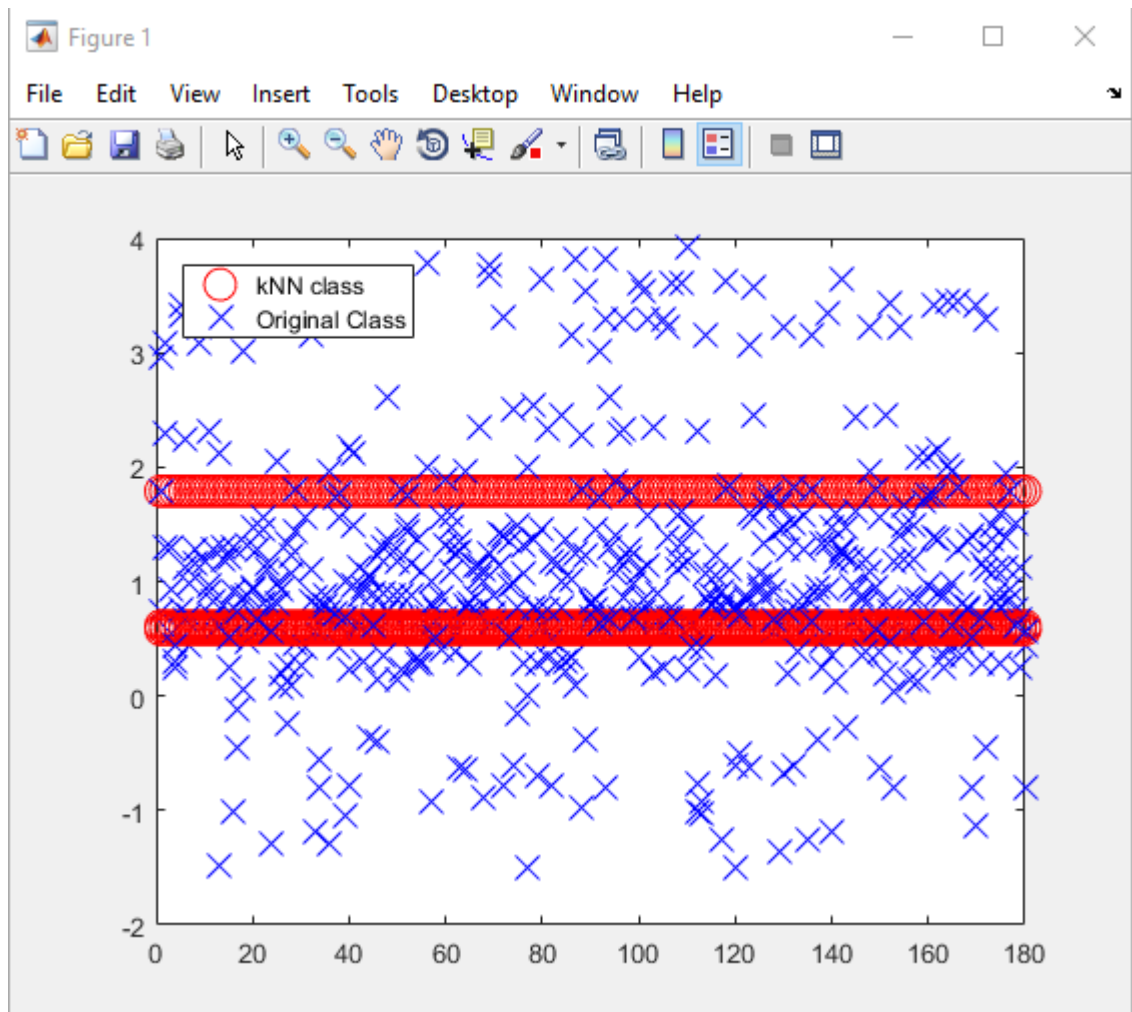 Figure 1
File Edit View Insert Tools Desktop Window Help
4
kNN class
Original Class
3
2
1
0
-1
-2
0 20 40 60 80 100 120 140 160 180